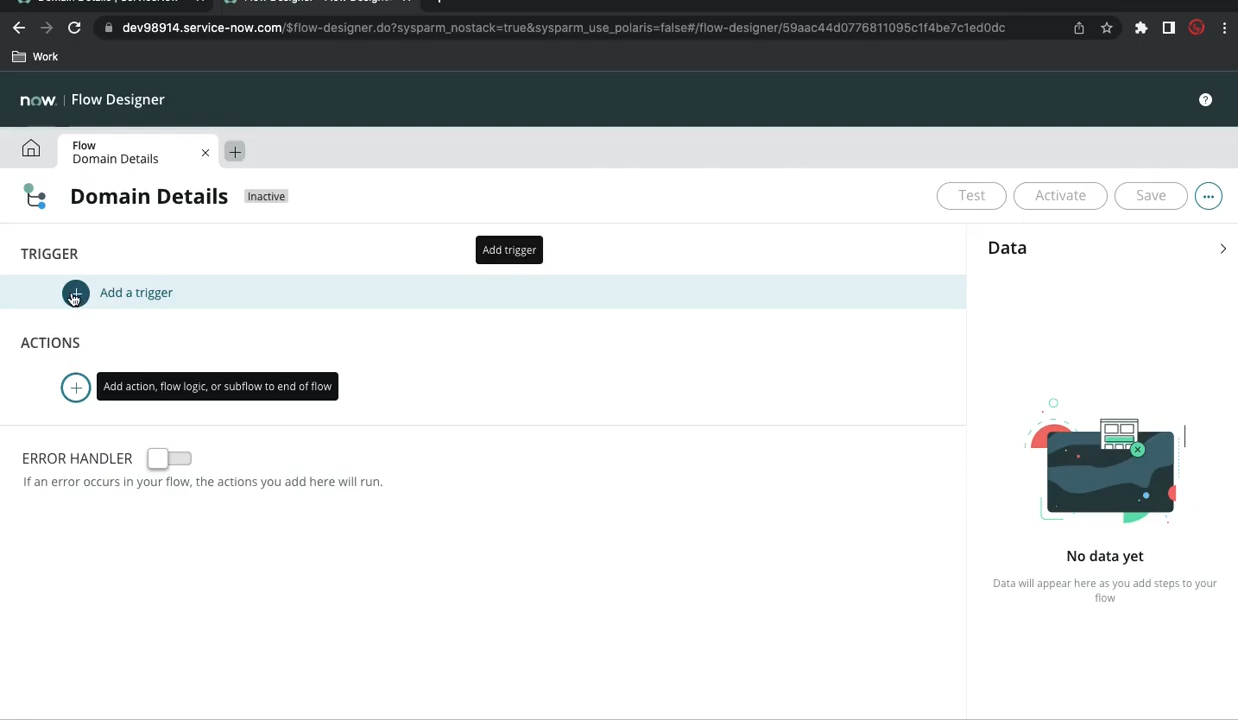 dev98914.service-now.com/$flow-designer.do?sysparm_nostack=true&sysparm_use_polaris=false#/flow-designer/59aac44d0776811095c1f4be7c1ed0dc
Work
now. | Flow Designer
?
Flow
Domain Details
Domain Details
Inactive
Test
Activate
Save
TRIGGER
Add trigger
Data
Add a trigger
ACTIONS
Add action, flow logic, or subflow to end of flow
ERROR HANDLER
If an error occurs in your flow, the actions you add here will run.
No data yet
Data will appear here as you add steps to your
flow